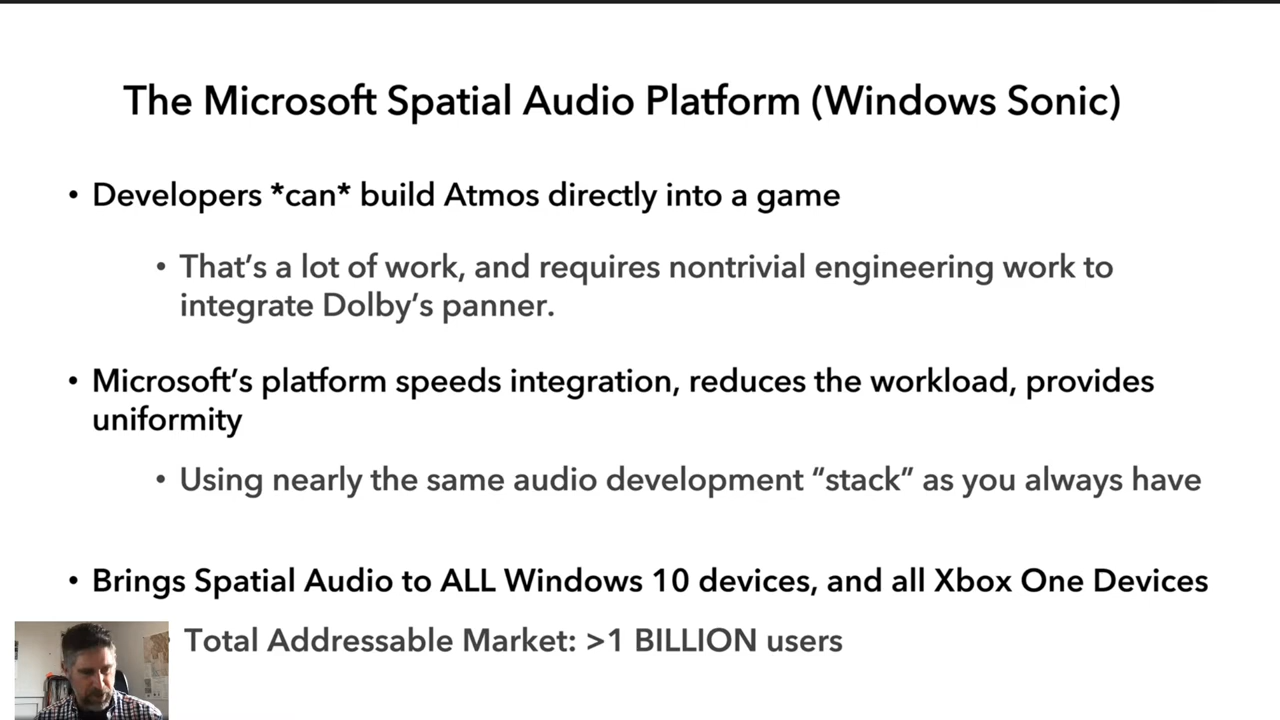 The Microsoft Spatial Audio Platform (Windows Sonic)
• Developers *can* build Atmos directly into a game
• That’s a lot of work, and requires nontrivial engineering work to
integrate Dolby’s panner.
• Microsoft’s platform speeds integration, reduces the workload, provides
uniformity
• Using nearly the same audio development “stack” as you always have
• Brings Spatial Audio to ALL Windows 10 devices, and all Xbox One Devices
Total Addressable Market: >1 BILLION users